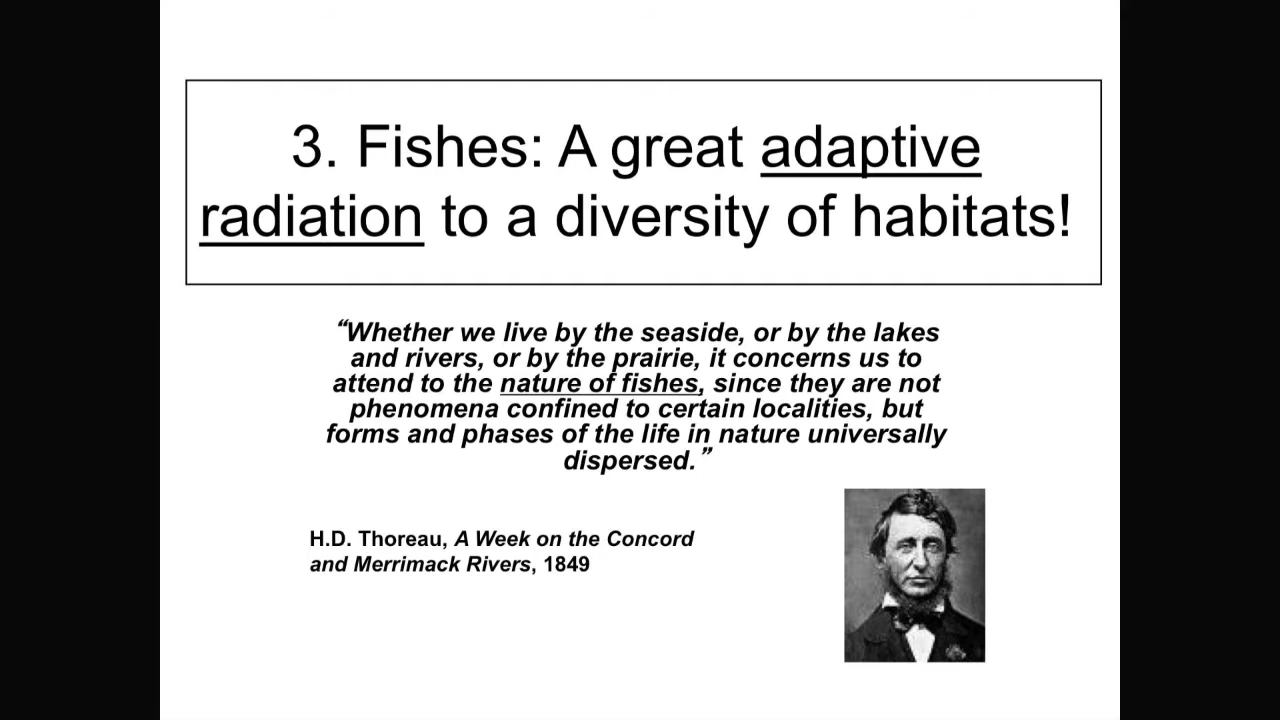 3. Fishes: A great adaptive
radiation to a diversity of habitats!
“Whether we live by the seaside, or by the lakes
and rivers, or by the prairie, it concerns us to
attend to the nature of fishes, since they are not
phenomena confined to certain localities, but
forms and phases of the life in nature universally
dispersed.”
H.D. Thoreau, A Week on the Concord
and Merrimack Rivers, 1849